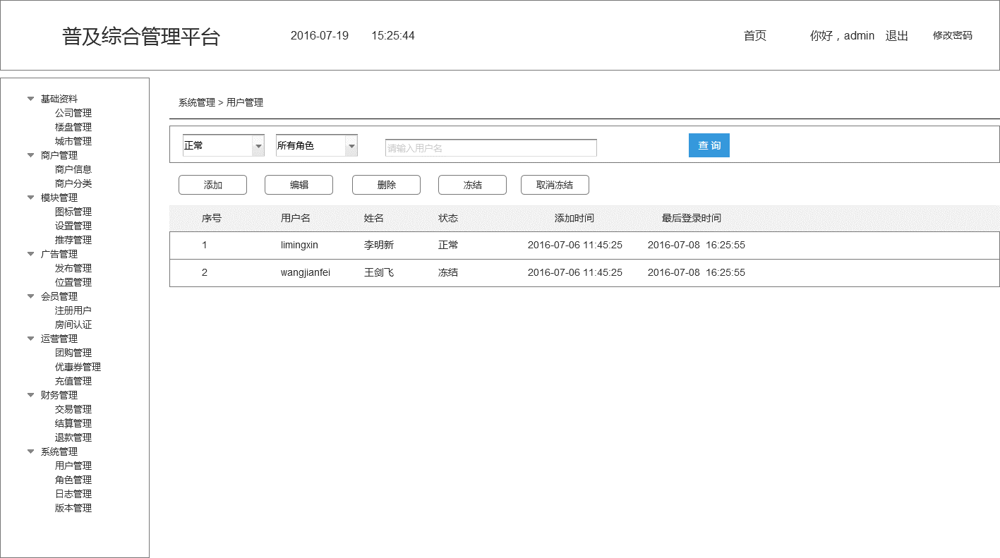 普及综合管理平台 2016-07-19 15:25:44 首页 你好，admin 退出 修改密码
基础资料
公司管理
楼盘管理
城市管理
商户管理
商户信息
商户分类
模块管理
图标管理
设置管理
推荐管理
广告管理
发布管理
位置管理
会员管理
注册用户
房间认证
运营管理
团购管理
优惠券管理
充值管理
财务管理
交易管理
结算管理
退款管理
系统管理
用户管理
角色管理
日志管理
版本管理
系统管理 > 用户管理
正常 所有角色 请输入用户名 查 询
添加 编辑 删除 冻结 取消冻结
序号 用户名 姓名 状态 添加时间 最后登录时间
1 limingxin 李明新 正常 2016-07-06 11:45:25 2016-07-08 16:25:55
2 wangjianfei 王剑飞 冻结 2016-07-06 11:45:25 2016-07-08 16:25:55